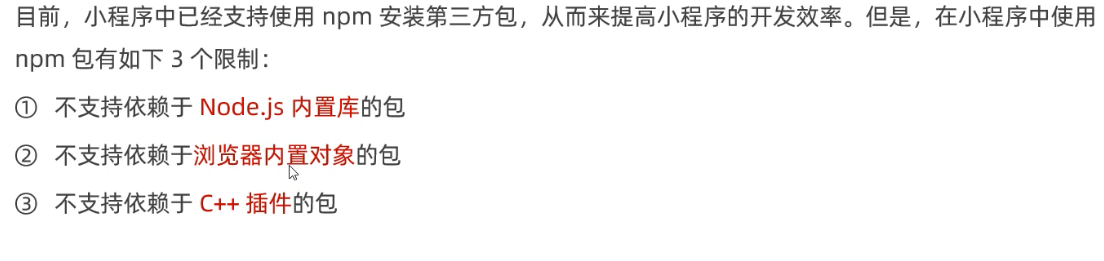 目前，小程序中已经支持使用 npm 安装第三方包，从而来提高小程序的开发效率。但是，在小程序中使用
npm 包有如下 3 个限制：
① 不支持依赖于 Node.js 内置库的包
② 不支持依赖于浏览器内置对象的包
③ 不支持依赖于 C++ 插件的包